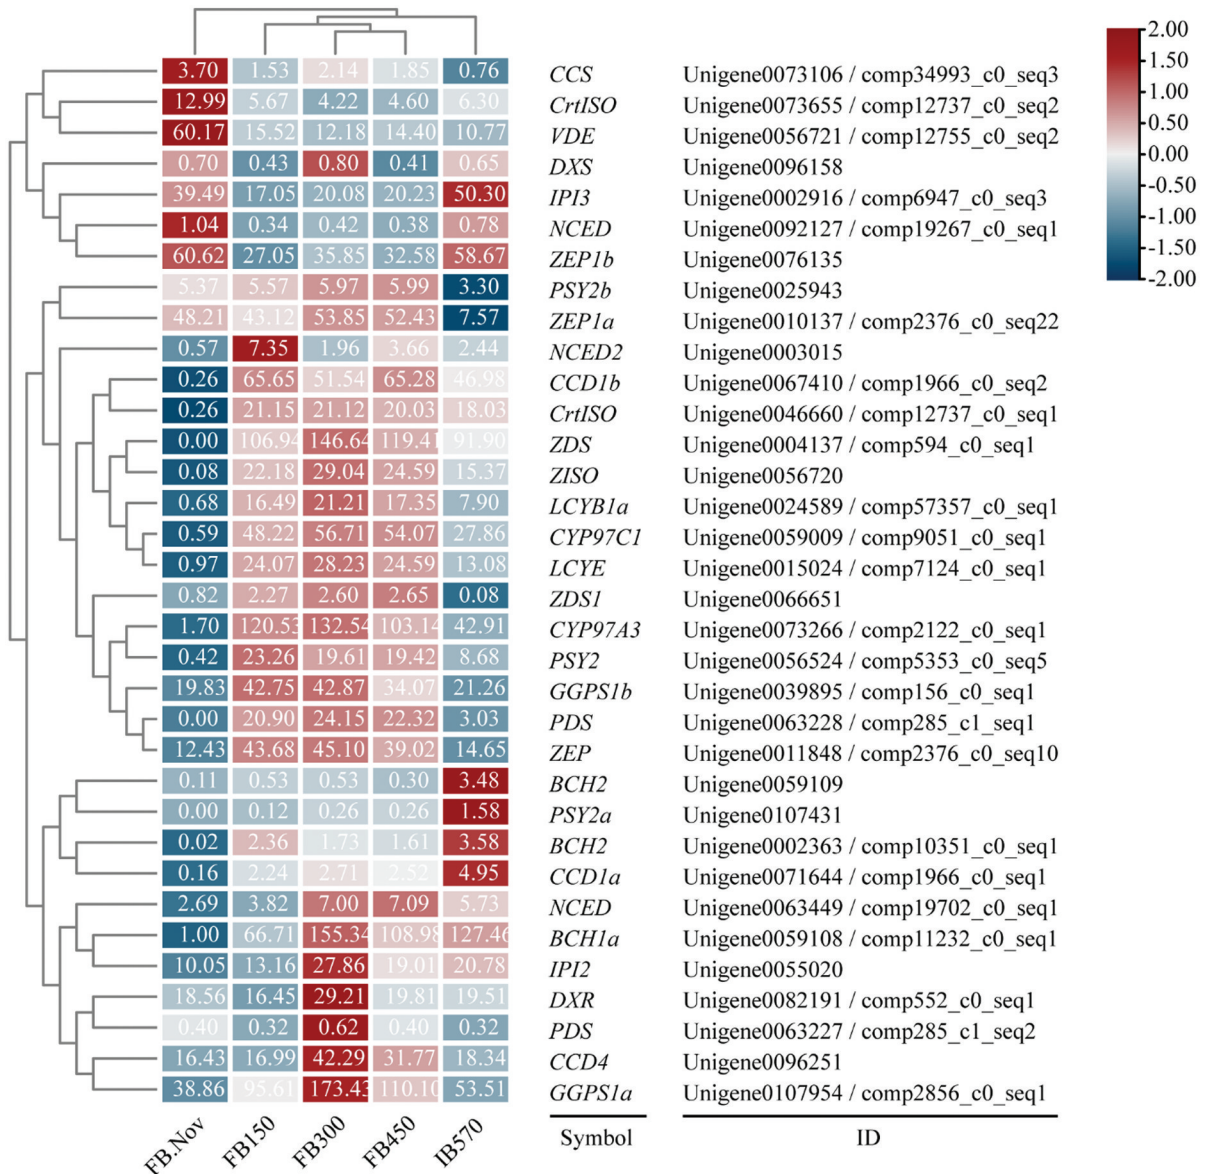 2.00
1.50
1.00
0.50
0.00
-0.50
-1.00
-1.50
-2.00
3.70 1.53 2.14 1.85 0.76 CCS Unigene0073106 / comp34993_c0_seq3
12.99 5.67 4.22 4.60 6.30 CrtISO Unigene0073655 / comp12737_c0_seq2
60.17 15.52 12.18 14.40 10.77 VDE Unigene0056721 / comp12755_c0_seq2
0.70 0.43 0.80 0.41 0.65 DXS Unigene0096158
39.49 17.05 20.08 20.23 50.30 IPI3 Unigene0002916 / comp6947_c0_seq3
1.04 0.34 0.42 0.38 0.78 NCED Unigene0092127 / comp19267_c0_seq1
60.62 27.05 35.85 32.58 58.67 ZEP1b Unigene0076135
5.37 5.57 5.97 5.99 3.30 PSY2b Unigene0025943
48.21 43.12 53.85 52.43 7.57 ZEP1a Unigene0010137 / comp2376_c0_seq22
0.57 7.35 1.96 3.66 2.44 NCED2 Unigene0003015
0.26 65.65 51.54 65.28 46.98 CCD1b Unigene0067410 / comp1966_c0_seq2
0.26 21.15 21.12 20.03 18.03 CrtISO Unigene0046660 / comp12737_c0_seq1
0.00 106.94 146.64 119.41 91.90 ZDS Unigene0004137 / comp594_c0_seq1
0.08 22.18 29.04 24.59 15.37 ZISO Unigene0056720
0.68 16.49 21.21 17.35 7.90 LCYB1a Unigene0024589 / comp57357_c0_seq1
0.59 48.22 56.71 54.07 27.86 CYP97C1 Unigene0059009 / comp9051_c0_seq1
0.97 24.07 28.23 24.59 13.08 LCYE Unigene0015024 / comp7124_c0_seq1
0.82 2.27 2.60 2.65 0.08 ZDS1 Unigene0066651
1.70 120.53 132.54 103.14 42.91 CYP97A3 Unigene0073266 / comp2122_c0_seq1
0.42 23.26 19.61 19.42 8.68 PSY2 Unigene0056524 / comp5353_c0_seq5
19.83 42.75 42.87 34.07 21.26 GGPS1b Unigene0039895 / comp156_c0_seq1
0.00 20.90 24.15 22.32 3.03 PDS Unigene0063228 / comp285_c1_seq1
12.43 43.68 45.10 39.02 14.65 ZEP Unigene0011848 / comp2376_c0_seq10
0.11 0.53 0.53 0.30 3.48 BCH2 Unigene0059109
0.00 0.12 0.26 0.26 1.58 PSY2a Unigene0107431
0.02 2.36 1.73 1.61 3.58 BCH2 Unigene0002363 / comp10351_c0_seq1
0.16 2.24 2.71 2.52 4.95 CCD1a Unigene0071644 / comp1966_c0_seq1
2.69 3.82 7.00 7.09 5.73 NCED Unigene0063449 / comp19702_c0_seq1
1.00 66.71 155.34 108.98 127.46 BCH1a Unigene0059108 / comp11232_c0_seq1
10.05 13.16 27.86 19.01 20.78 IPI2 Unigene0055020
18.56 16.45 29.21 19.81 19.51 DXR Unigene0082191 / comp552_c0_seq1
0.40 0.32 0.62 0.40 0.32 PDS Unigene0063227 / comp285_c1_seq2
16.43 16.99 42.29 31.77 18.34 CCD4 Unigene0096251
38.86 95.61 173.43 110.10 53.51 GGPS1a Unigene0107954 / comp2856_c0_seq1
FB.Nov FB150 FB300 FB450 IB570 Symbol ID